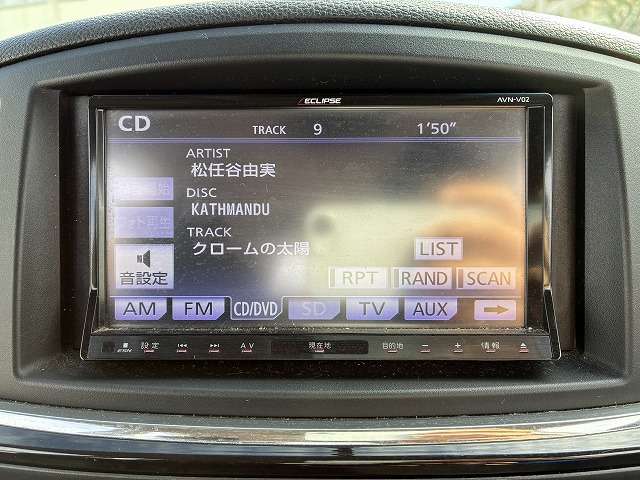 ECLIPSE
AVN-V02
CD
TRACK 9 1'50"
ARTIST
松任谷由実
DISC
KATHMANDU
TRACK
クロームの太陽
音設定
LIST
RPT RAND SCAN
AM FM CD/DVD SD TV AUX
ESN 設定 AV 現在地 目的地 − + 情報